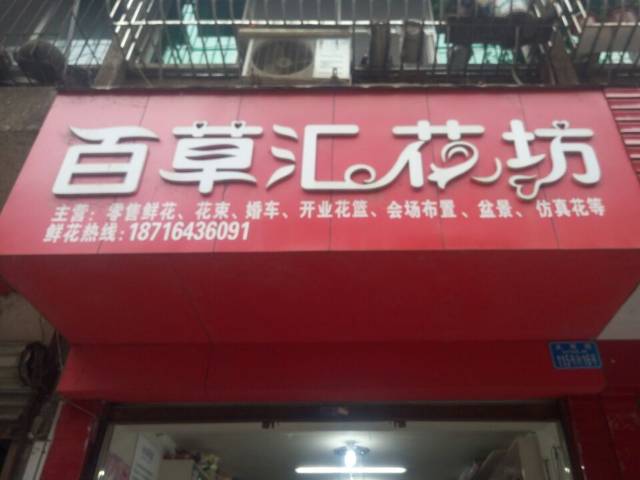 百草汇花坊
主营：零售鲜花、花束、婚车、开业花篮、会场布置、盆景、仿真花等
鲜花热线：18716436091